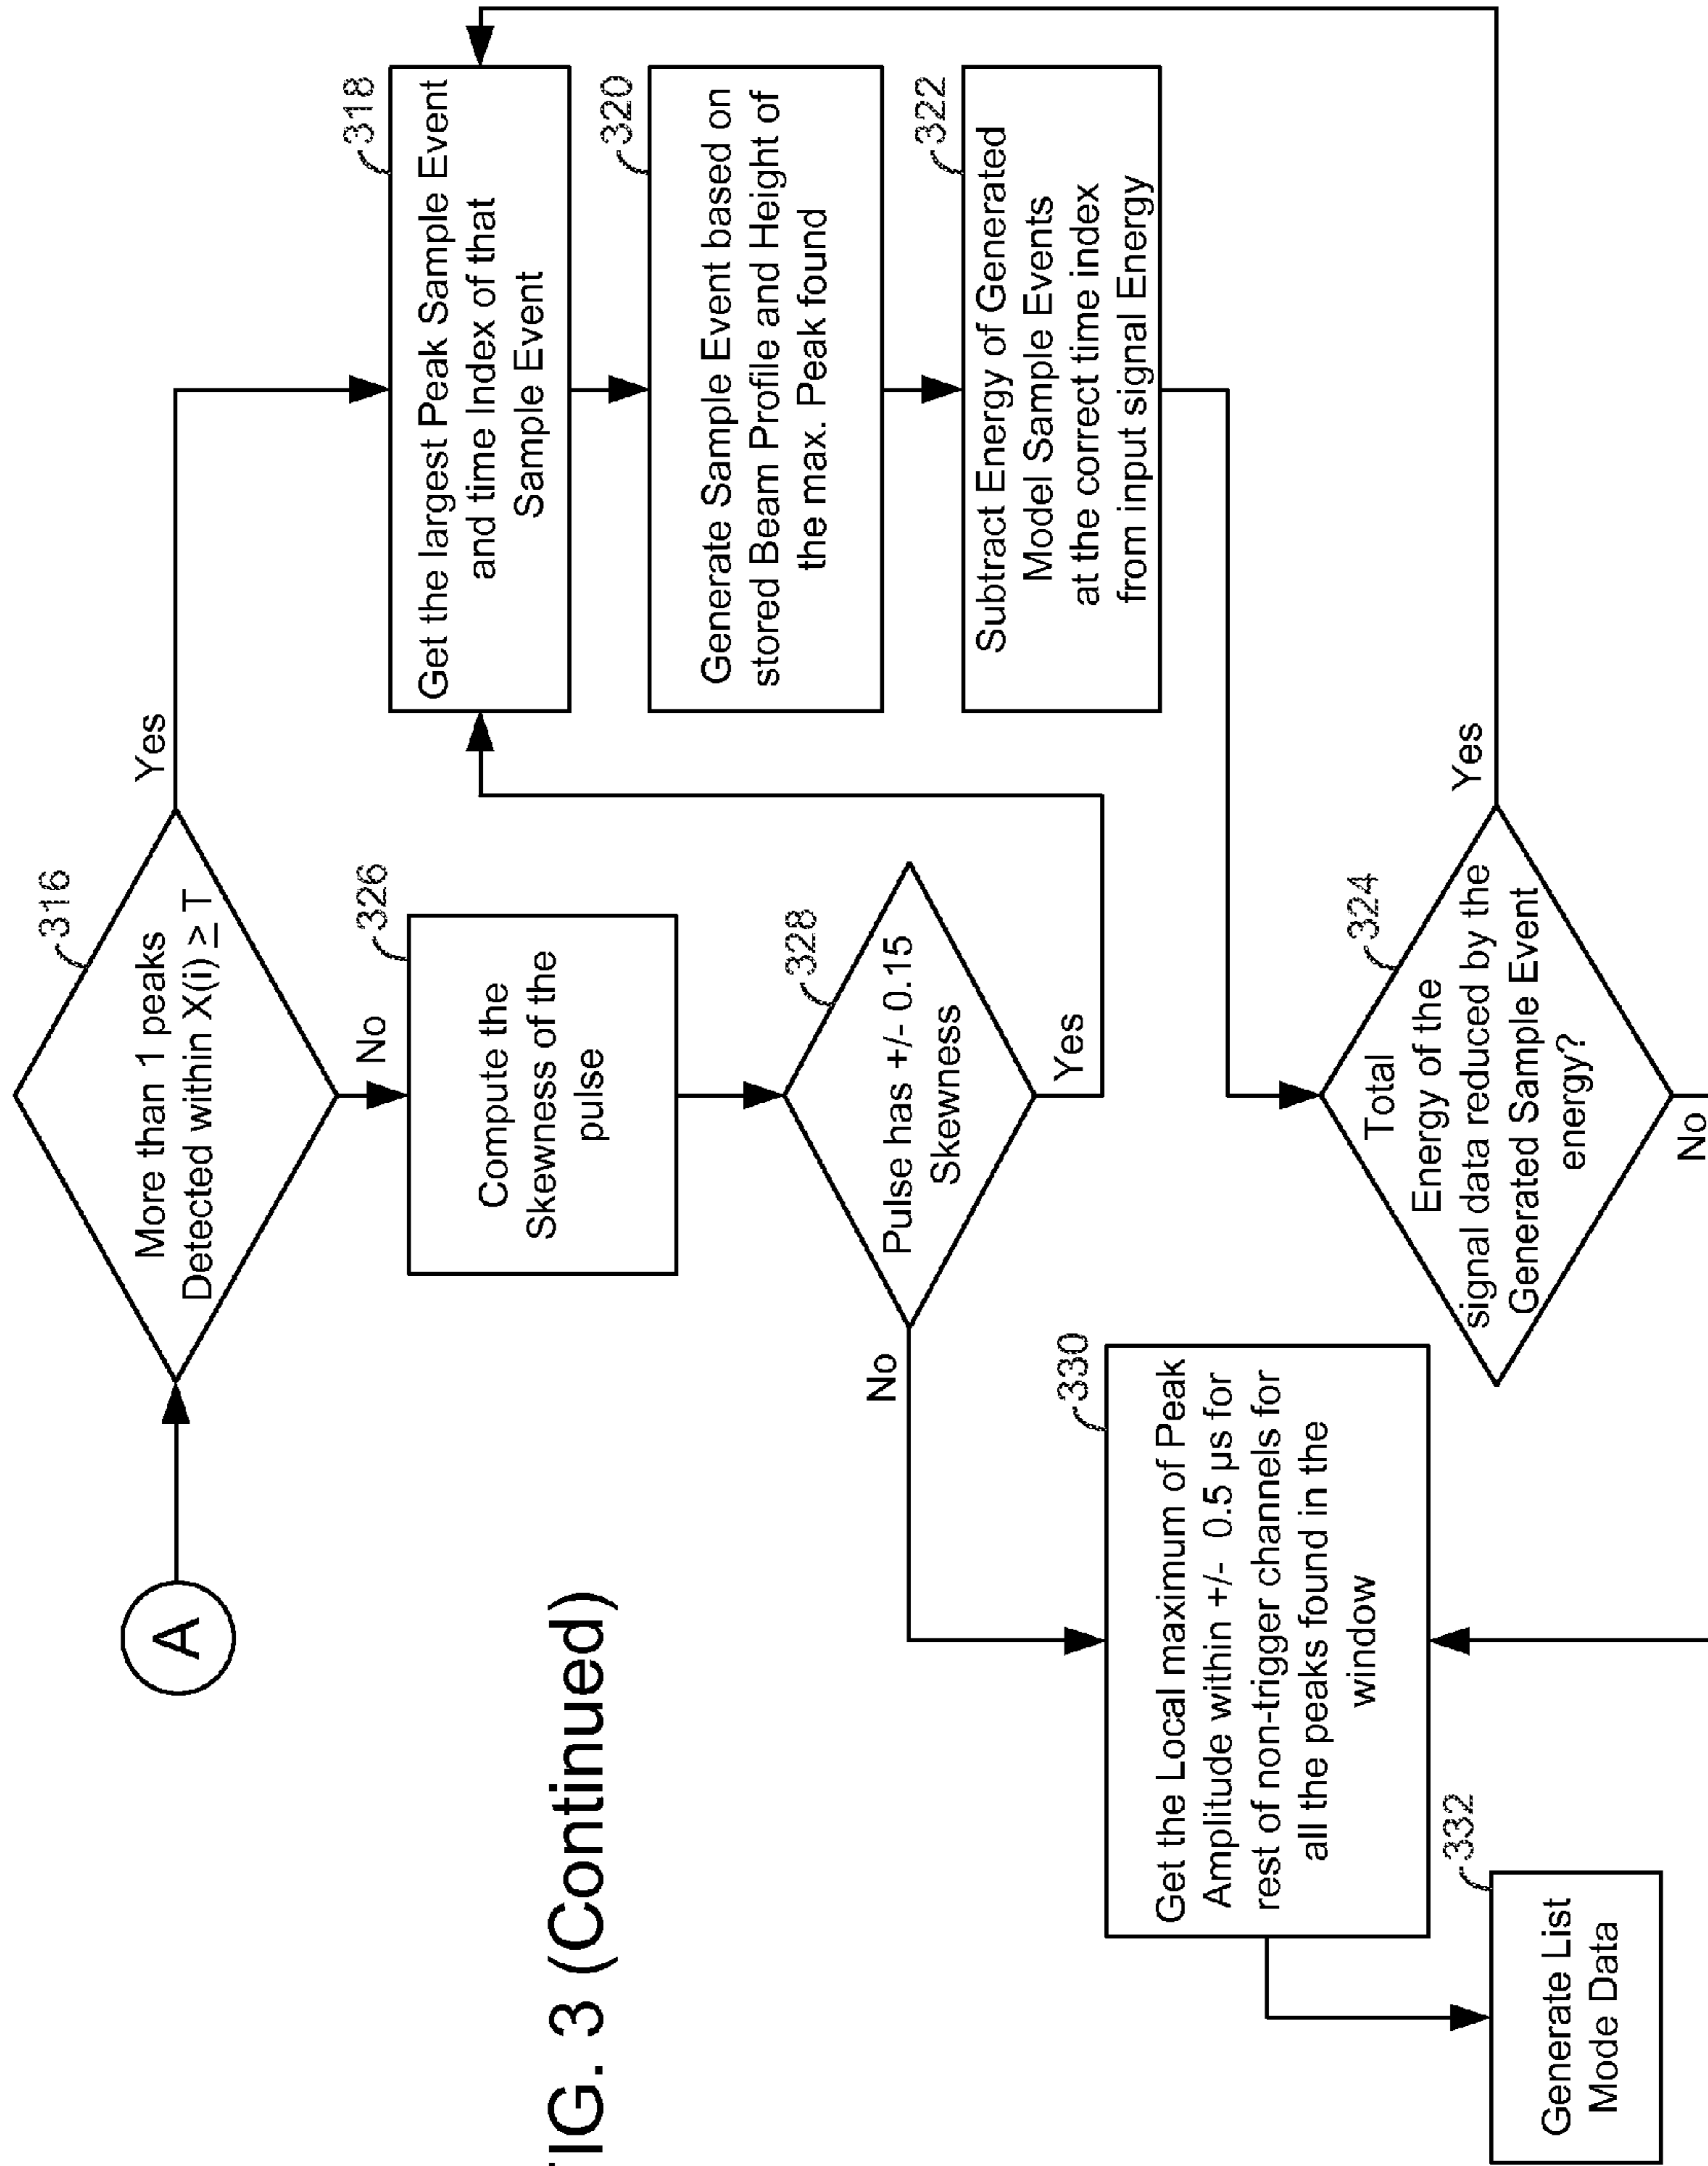 A
More than 1 peaks
Detected within X(i) ≥ T
316
Yes
No
Compute the
Skewness of the
pulse
326
Pulse has +/- 0.15
Skewness
328
No
Yes
Get the largest Peak Sample Event
and time Index of that
Sample Event
318
Generate Sample Event based on
stored Beam Profile and Height of
the max. Peak found
320
Subtract Energy of Generated
Model Sample Events
at the correct time index
from input signal Energy
322
Total
Energy of the
signal data reduced by the
Generated Sample Event
energy?
324
Yes
No
Get the Local maximum of Peak
Amplitude within +/- 0.5 µs for
rest of non-trigger channels for
all the peaks found in the
window
330
Generate List
Mode Data
332
FIG. 3 (Continued)